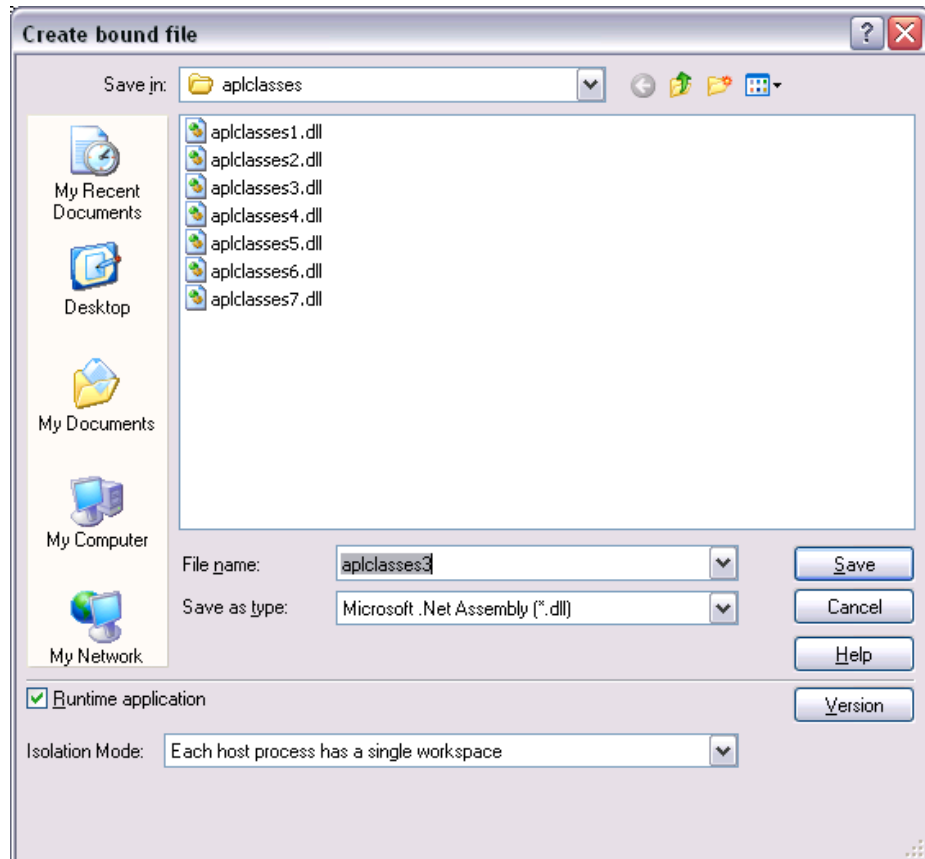 Create bound file
Save in: aplclasses
My Recent Documents
Desktop
My Documents
My Computer
My Network
aplclasses1.dll
aplclasses2.dll
aplclasses3.dll
aplclasses4.dll
aplclasses5.dll
aplclasses6.dll
aplclasses7.dll
File name: aplclasses3 Save
Save as type: Microsoft .Net Assembly (*.dll) Cancel
Help
Runtime application Version
Isolation Mode: Each host process has a single workspace